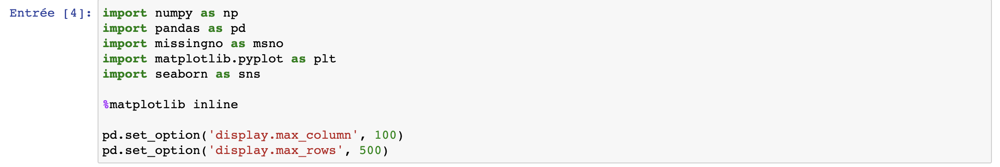 Entrée [4]: import numpy as np
import pandas as pd
import missingno as msno
import matplotlib.pyplot as plt
import seaborn as sns
%matplotlib inline
pd.set_option('display.max_column', 100)
pd.set_option('display.max_rows', 500)